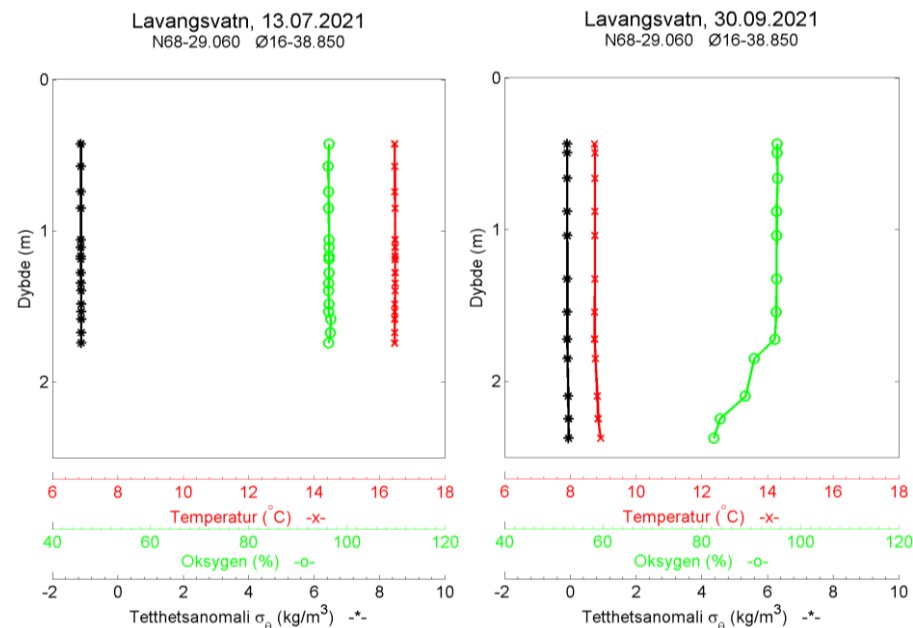 Lavangsvatn, 13.07.2021
N68-29.060 Ø16-38.850
0
1
2
Dybde (m)
6 8 10 12 14 16 18
Temperatur (°C) -x-
40 60 80 100 120
Oksygen (%) -o-
-2 0 2 4 6 8 10
Tetthetsanomali σθ (kg/m³) -*-
Lavangsvatn, 30.09.2021
N68-29.060 Ø16-38.850
0
1
2
Dybde (m)
6 8 10 12 14 16 18
Temperatur (°C) -x-
40 60 80 100 120
Oksygen (%) -o-
-2 0 2 4 6 8 10
Tetthetsanomali σθ (kg/m³) -*-